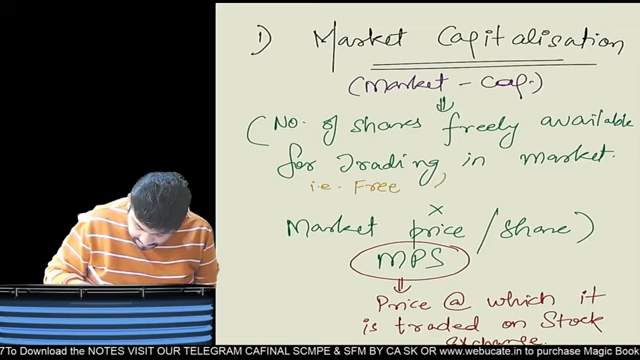 1) Market Capitalisation
(Market - Cap.)
(No. of shares freely available
for Trading in market.
i.e. Free
×
Market price / share)
MPS
Price @ which it
is traded on Stock
exchange.
7To Download the NOTES VISIT OUR TELEGRAM CAFINAL SCMPE & SFM BY CA SK OR www.webucate.in to purchase Magic Book